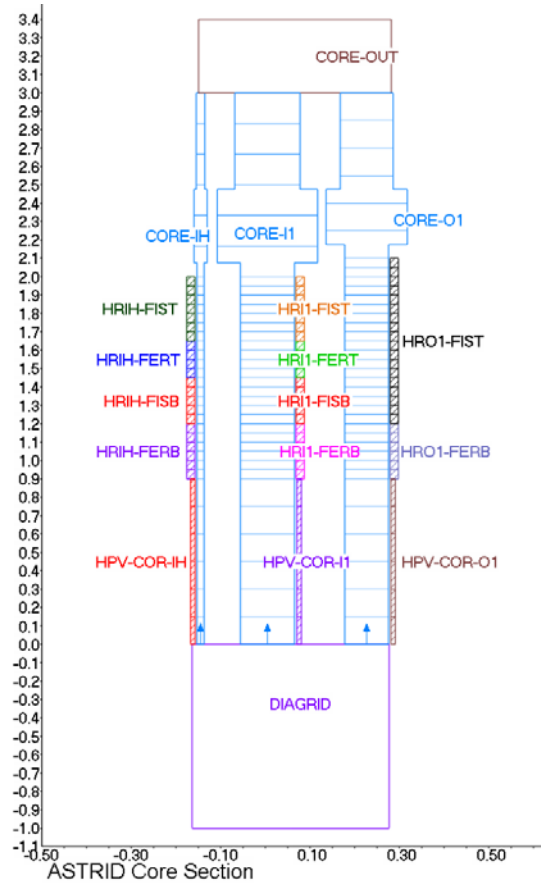 3.4
3.3
3.2
CORE-OUT
3.1
3.0
2.9
2.8
2.7
2.6
2.5
2.4
2.3
CORE-O1
2.2
CORE-IH
CORE-I1
2.1
2.0
1.9
1.8
HRIH-FIST
HRI1-FIST
1.7
HRO1-FIST
1.6
HRIH-FERT
HRI1-FERT
1.5
1.4
HRIH-FISB
HRI1-FISB
1.3
1.2
1.1
HRIH-FERB
HRI1-FERB
HRO1-FERB
1.0
0.9
0.8
0.7
0.6
0.5
HPV-COR-IH
HPV-COR-I1
HPV-COR-O1
0.4
0.3
0.2
0.1
0.0
-0.1
-0.2
-0.3
DIAGRID
-0.4
-0.5
-0.6
-0.7
-0.8
-0.9
-1.0
-1.1
-0.50 -0.30 -0.10 0.10 0.30 0.50
ASTRID Core Section